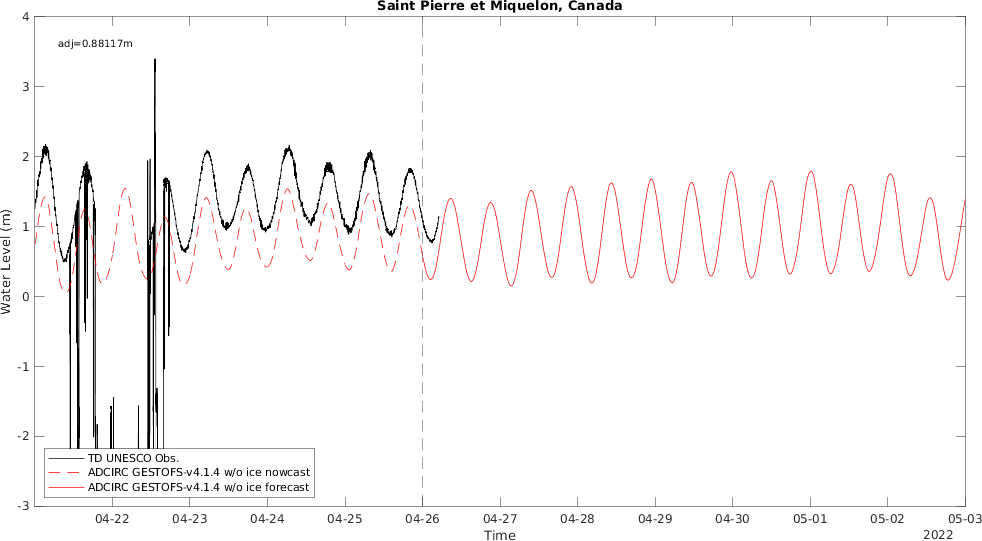 Saint Pierre et Miquelon, Canada
adj=0.88117m
Water Level (m)
4
3
2
1
0
-1
-2
-3
TD UNESCO Obs.
ADCIRC GESTOFS-v4.1.4 w/o ice nowcast
ADCIRC GESTOFS-v4.1.4 w/o ice forecast
04-22 04-23 04-24 04-25 04-26 04-27 04-28 04-29 04-30 05-01 05-02 05-03
Time
2022